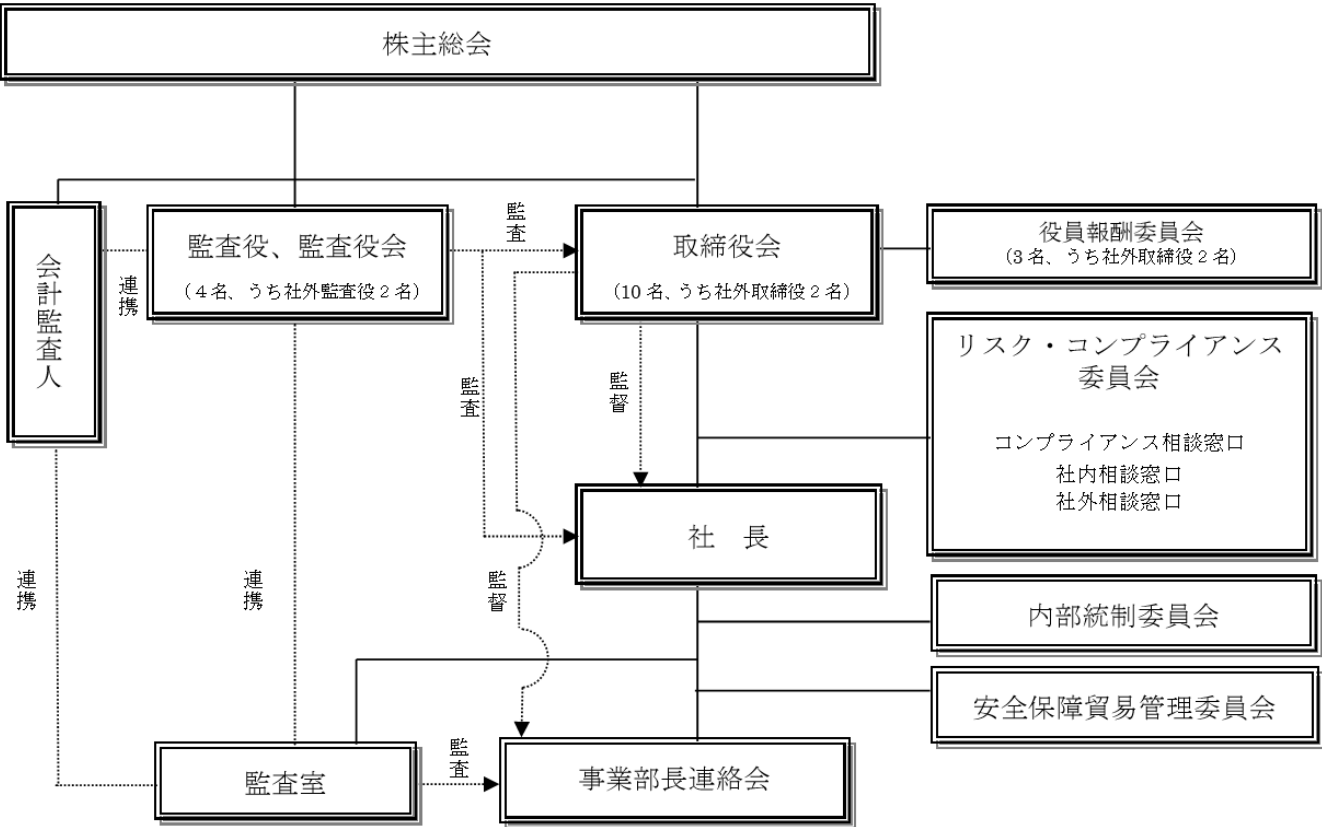 株主総会
会計監査人
監査役、監査役会
(４名、うち社外監査役２名)
監査
取締役会
(10名、うち社外取締役２名)
役員報酬委員会
(3名、うち社外取締役２名)
連携
リスク・コンプライアンス
委員会
コンプライアンス相談窓口
社内相談窓口
社外相談窓口
監査
監督
社　長
連携
連携
監督
内部統制委員会
安全保障貿易管理委員会
監査室
監査
事業部長連絡会